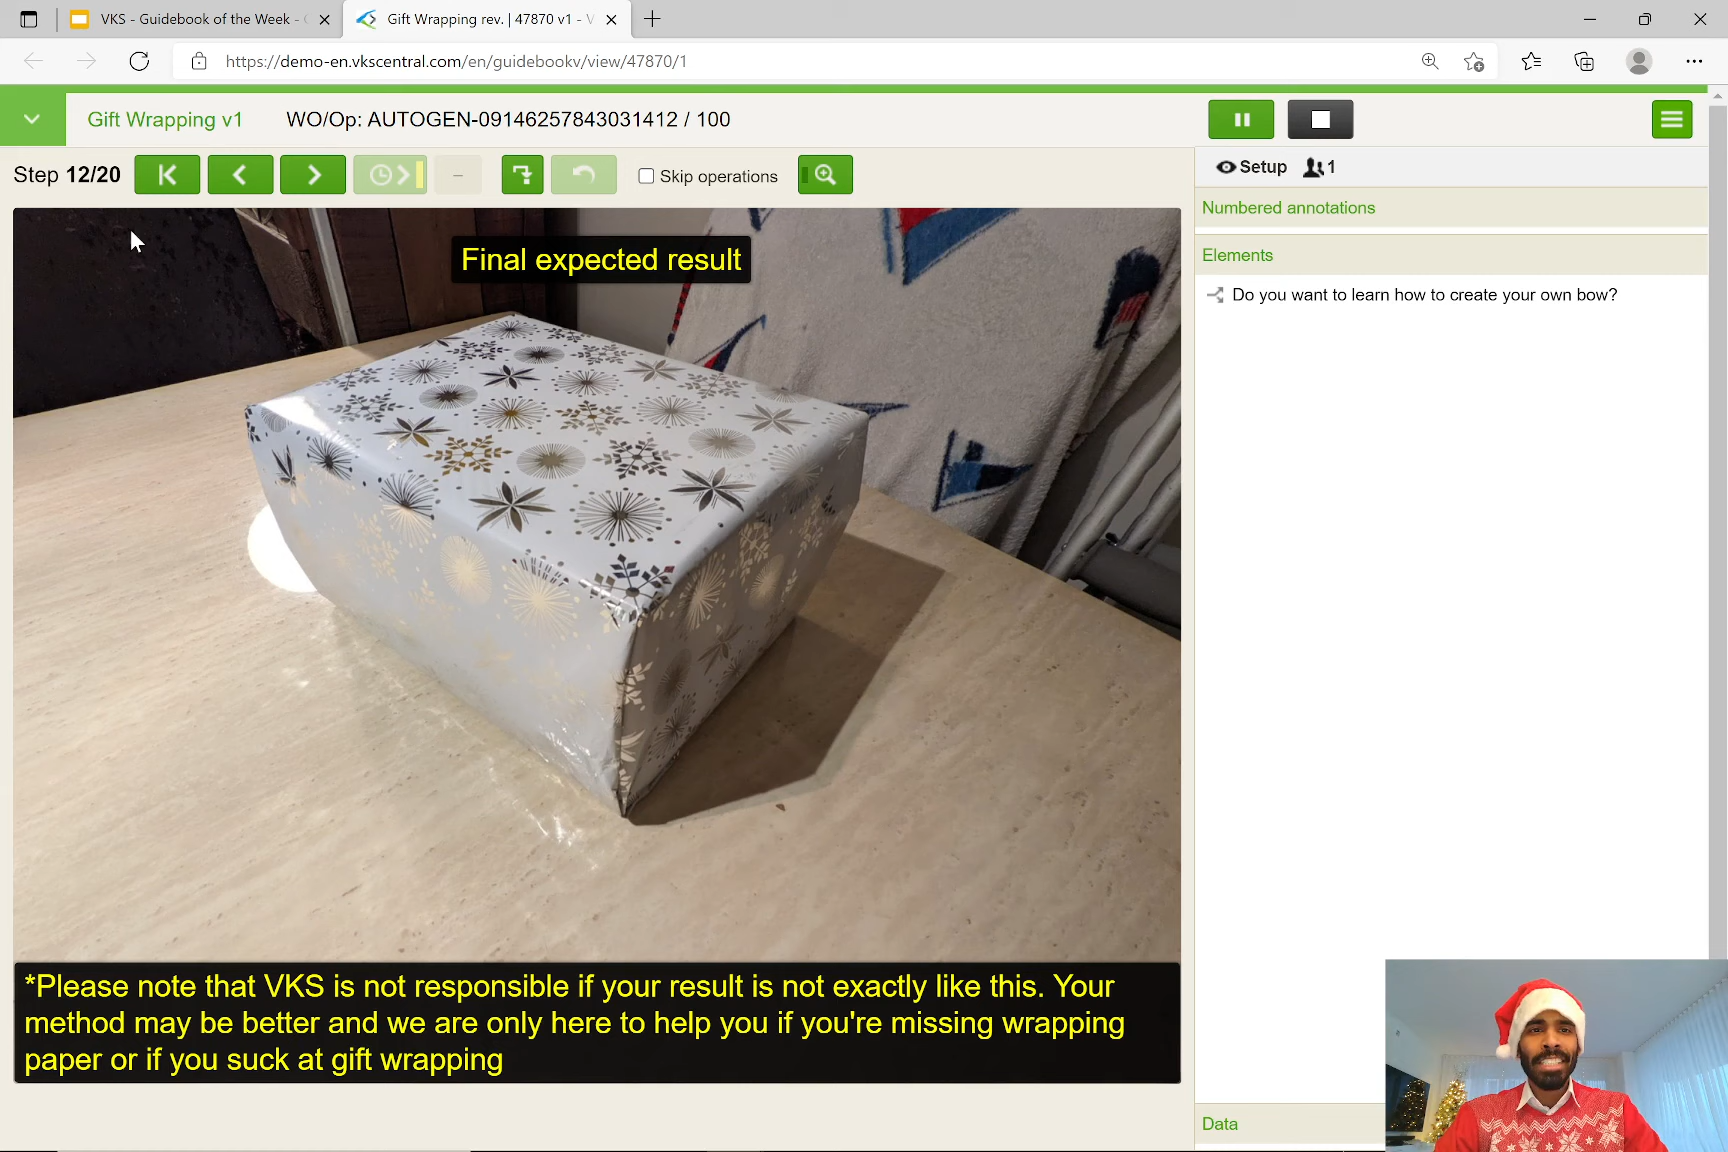 VKS - Guidebook of the Week -
Gift Wrapping rev. | 47870 v1 - V
https://demo-en.vkscentral.com/en/guidebookv/view/47870/1
Gift Wrapping v1
WO/Op: AUTOGEN-09146257843031412 / 100
Step 12/20
Skip operations
Setup
1
Numbered annotations
Elements
Do you want to learn how to create your own bow?
Final expected result
*Please note that VKS is not responsible if your result is not exactly like this. Your
method may be better and we are only here to help you if you're missing wrapping
paper or if you suck at gift wrapping
Data